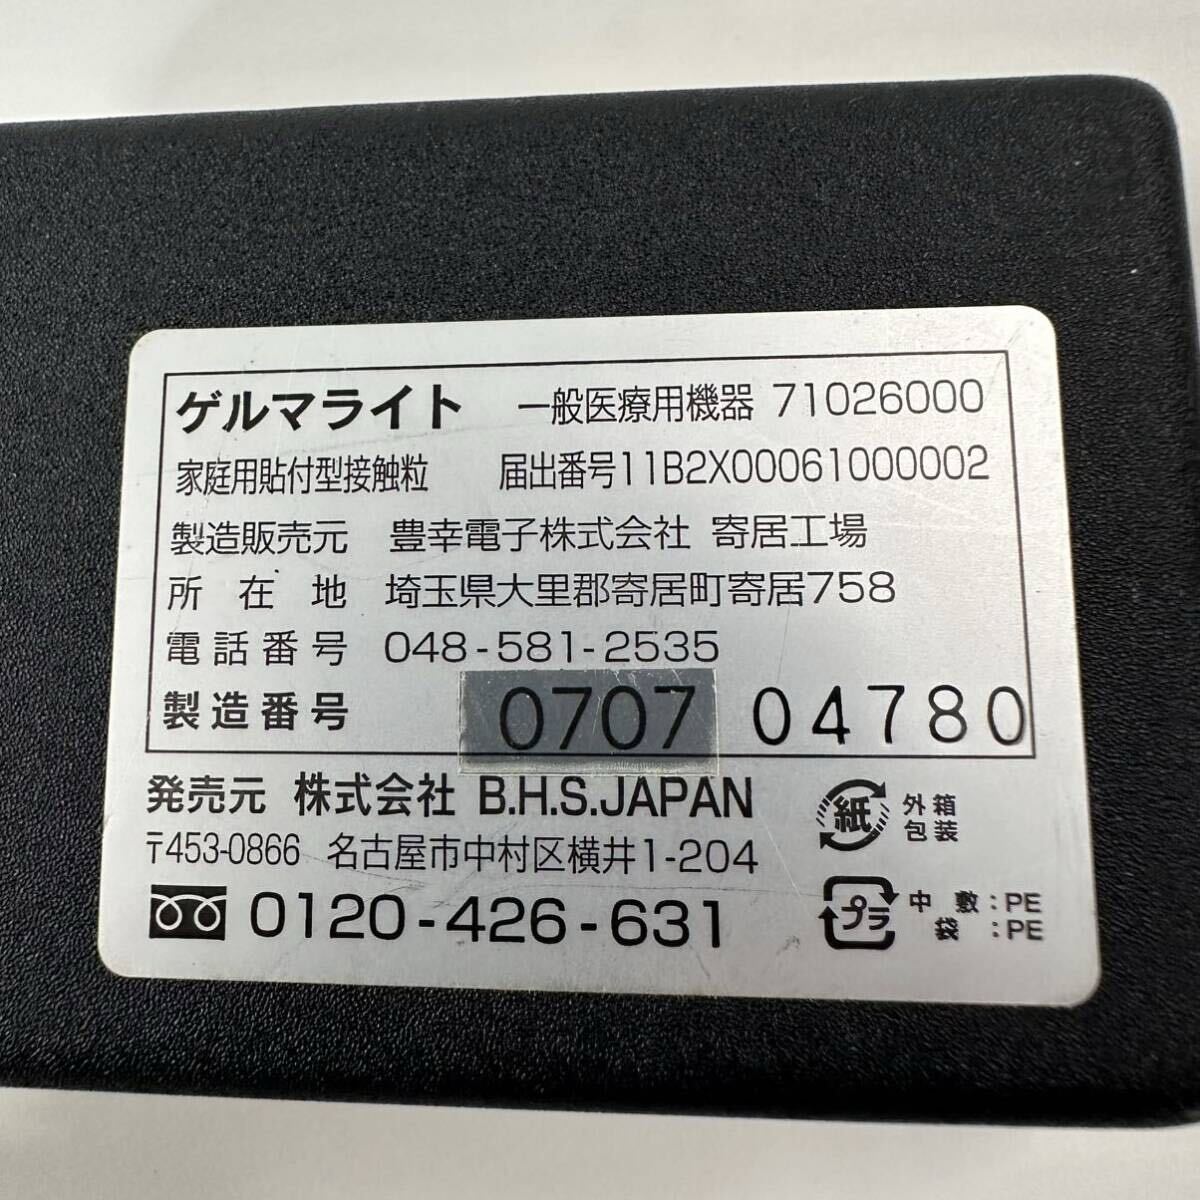 ゲルマライト 一般医療用機器 71026000
家庭用貼付型接触粒 届出番号11B2X00061000002
製造販売元 豊幸電子株式会社 寄居工場
所在地 埼玉県大里郡寄居町寄居758
電話番号 048-581-2535
製造番号 0707 04780
発売元 株式会社 B.H.S.JAPAN
〒453-0866 名古屋市中村区横井1-204
0120-426-631
紙 外箱
包装
プラ 中敷:PE
袋:PE